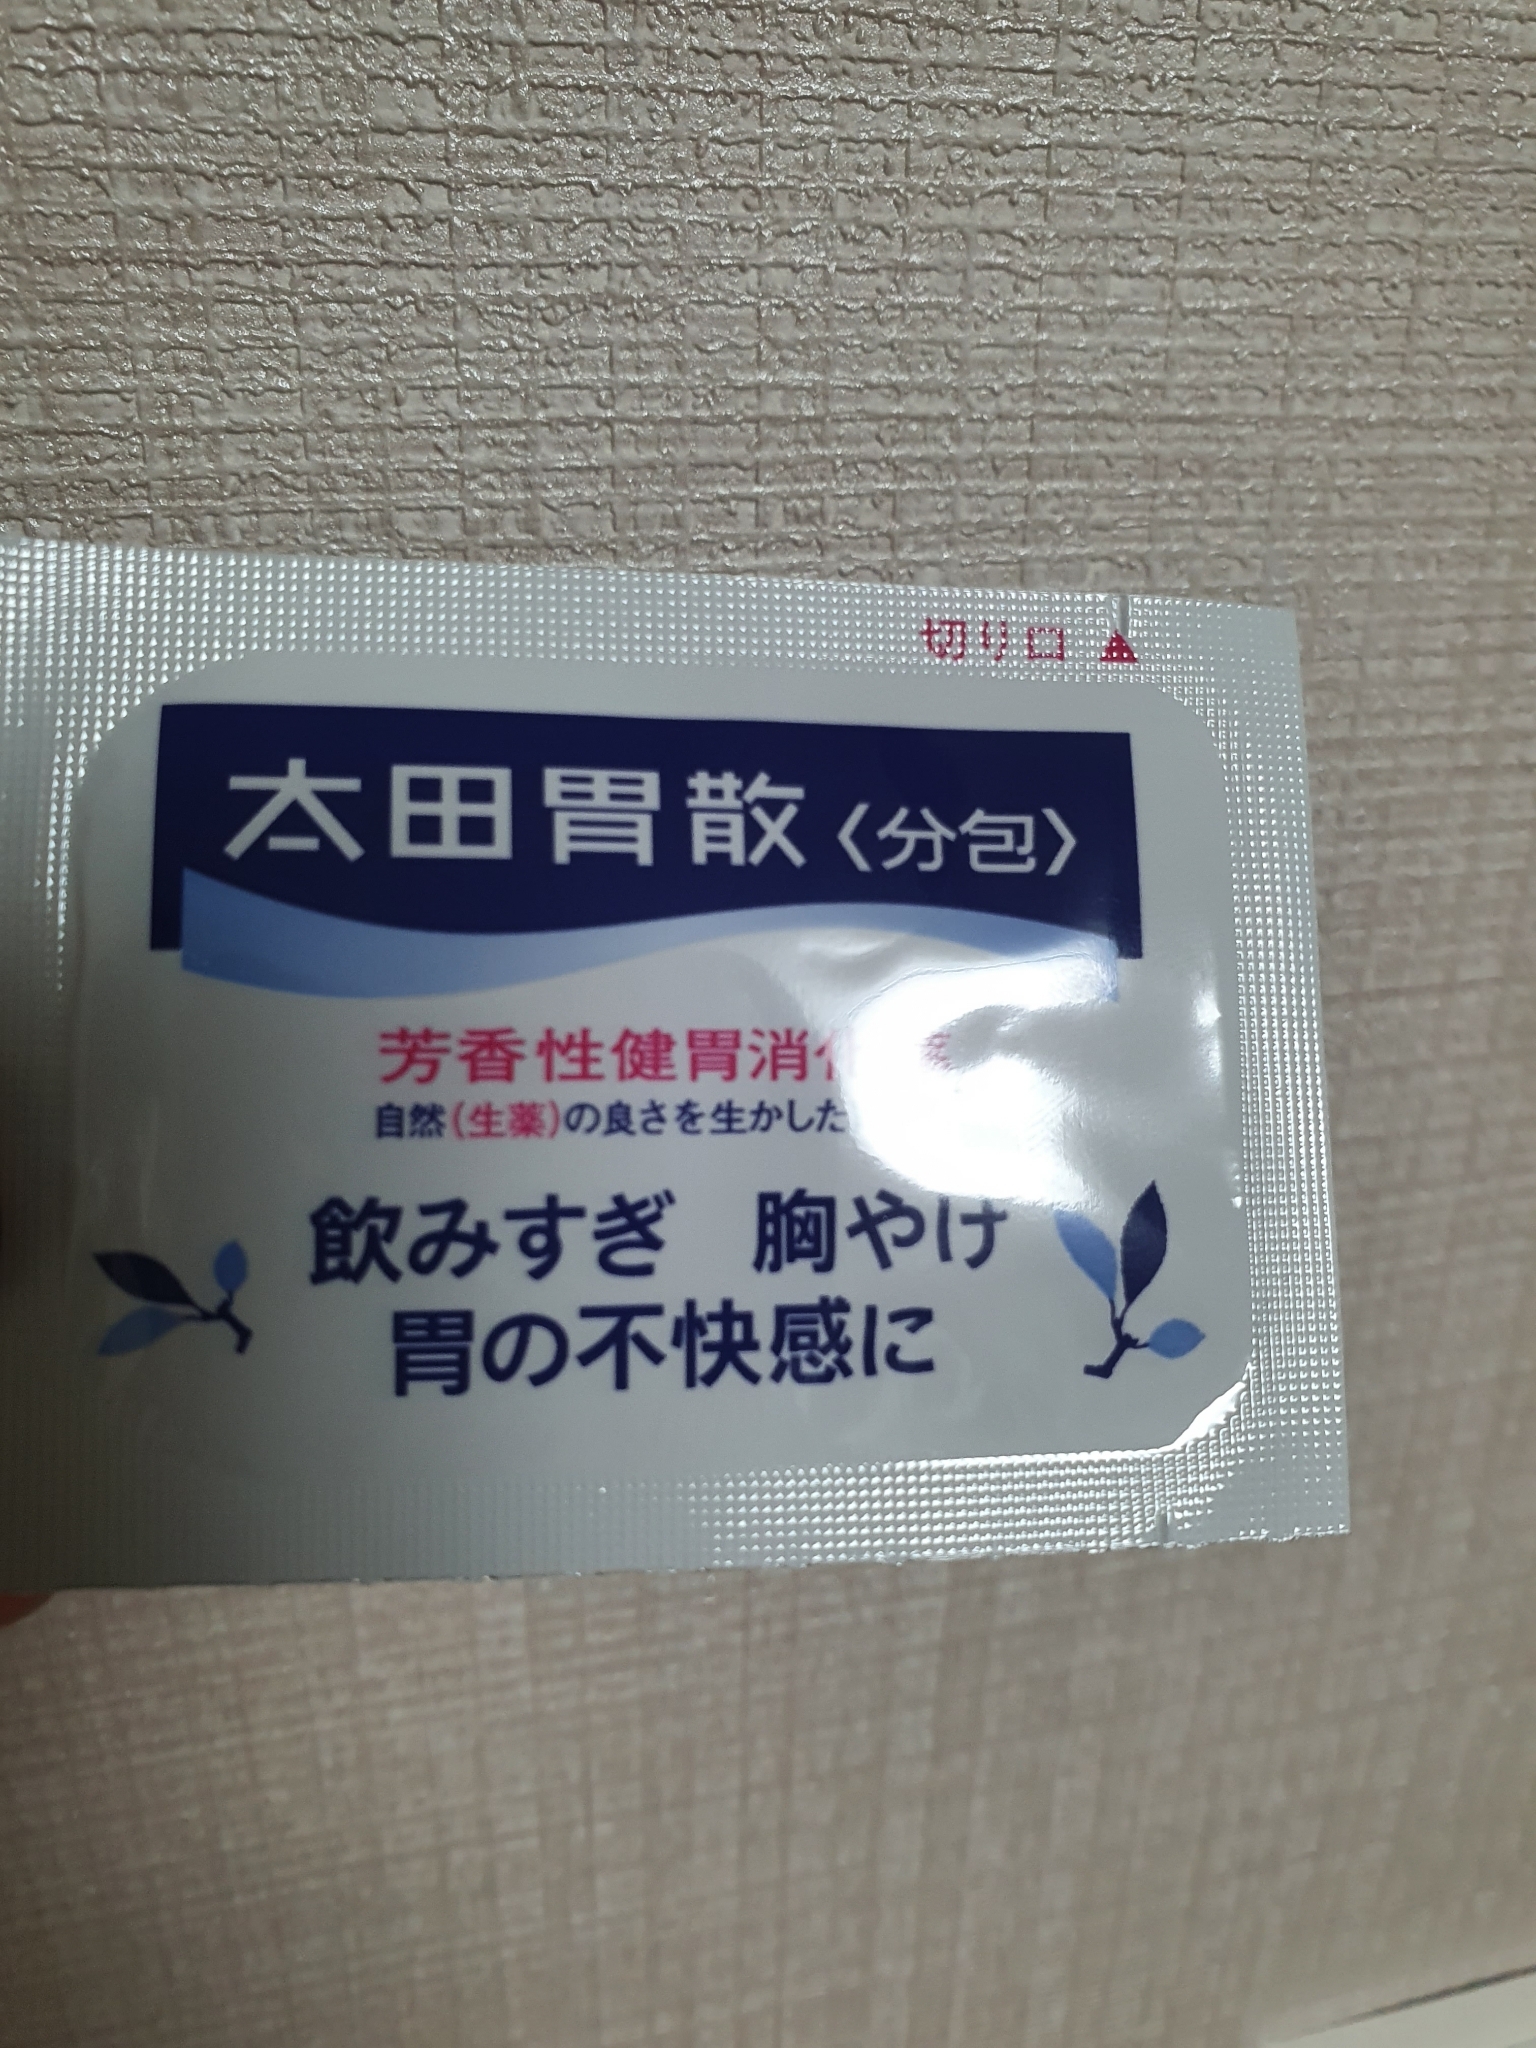 切り口 ▲
太田胃散〈分包〉
芳香性健胃消化
自然(生薬)の良さを生かした
飲みすぎ 胸やけ
胃の不快感に